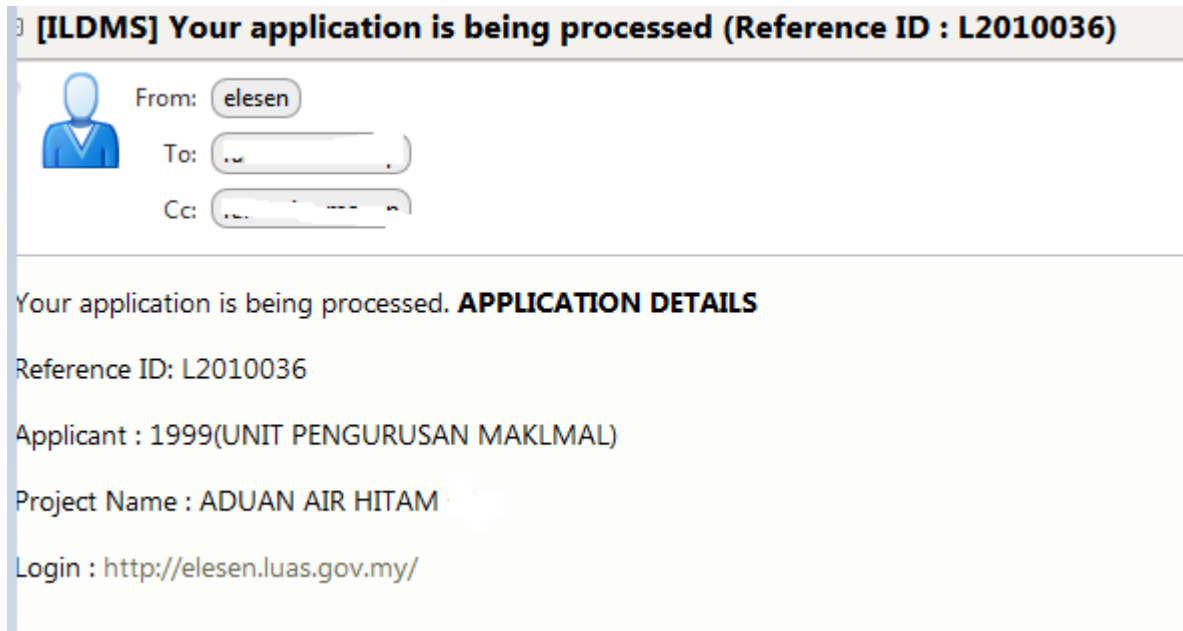 [ILDMS] Your application is being processed (Reference ID : L2010036)
From: elesen
To:
Cc:
Your application is being processed. APPLICATION DETAILS
Reference ID: L2010036
Applicant : 1999(UNIT PENGURUSAN MAKLMAL)
Project Name : ADUAN AIR HITAM
Login : http://elesen.luas.gov.my/